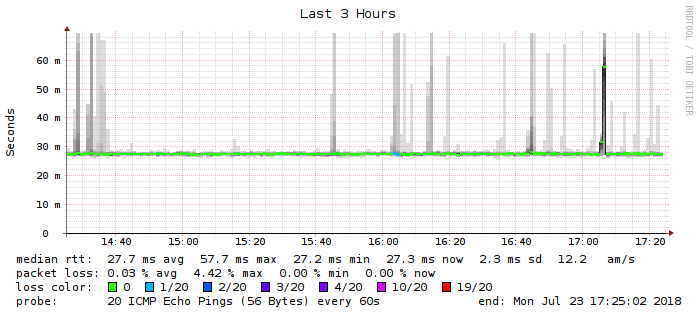 Last 3 Hours
RRDTOOL / TOBI OETIKER
Seconds
60 m
50 m
40 m
30 m
20 m
10 m
0
14:40 15:00 15:20 15:40 16:00 16:20 16:40 17:00 17:20
median rtt: 27.7 ms avg 57.7 ms max 27.2 ms min 27.3 ms now 2.3 ms sd 12.2 am/s
packet loss: 0.03 % avg 4.42 % max 0.00 % min 0.00 % now
loss color: 0 1/20 2/20 3/20 4/20 10/20 19/20
probe: 20 ICMP Echo Pings (56 Bytes) every 60s end: Mon Jul 23 17:25:02 2018